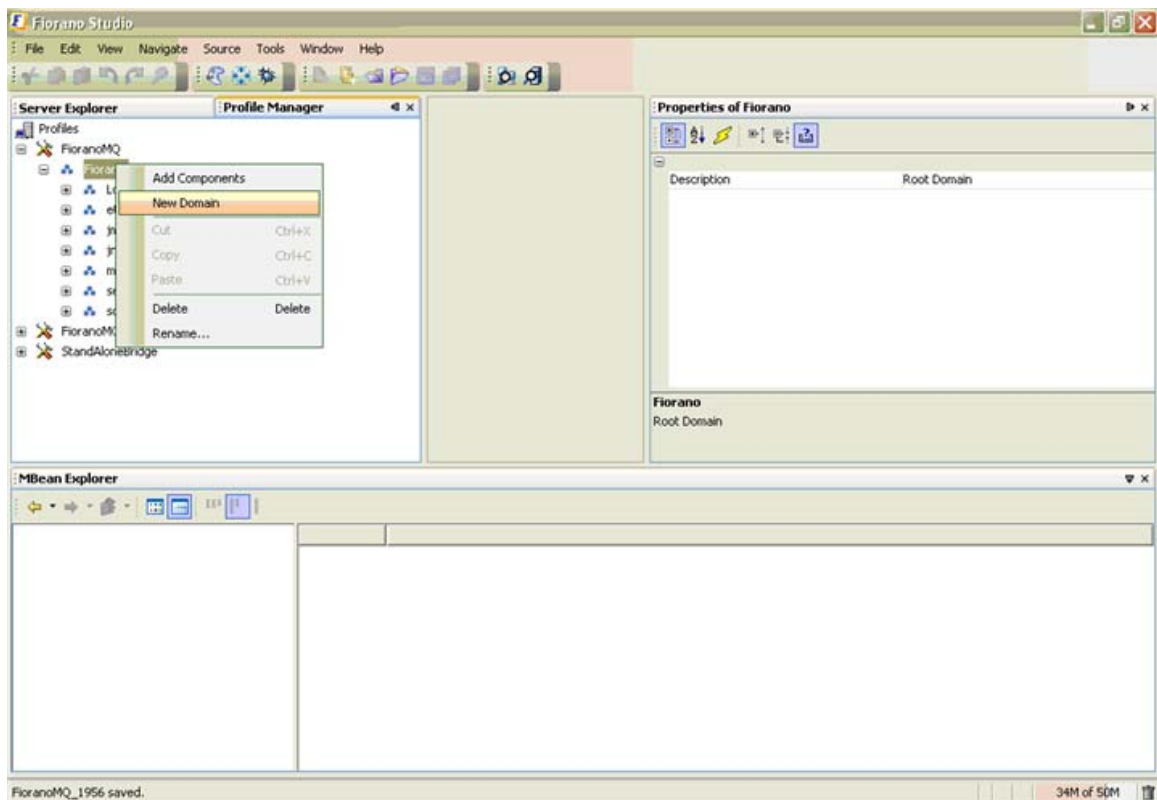 Fiorano Studio
File Edit View Navigate Source Tools Window Help
Server Explorer
Profile Manager
Properties of Fiorano
Profiles
FioranoMQ
Add Components
New Domain
Cut Ctrl+X
Copy Ctrl+C
Paste Ctrl+V
Delete Delete
Rename...
StandAloneBridge
Description Root Domain
Fiorano
Root Domain
MBean Explorer
FioranoMQ_1956 saved.
34M of 50M